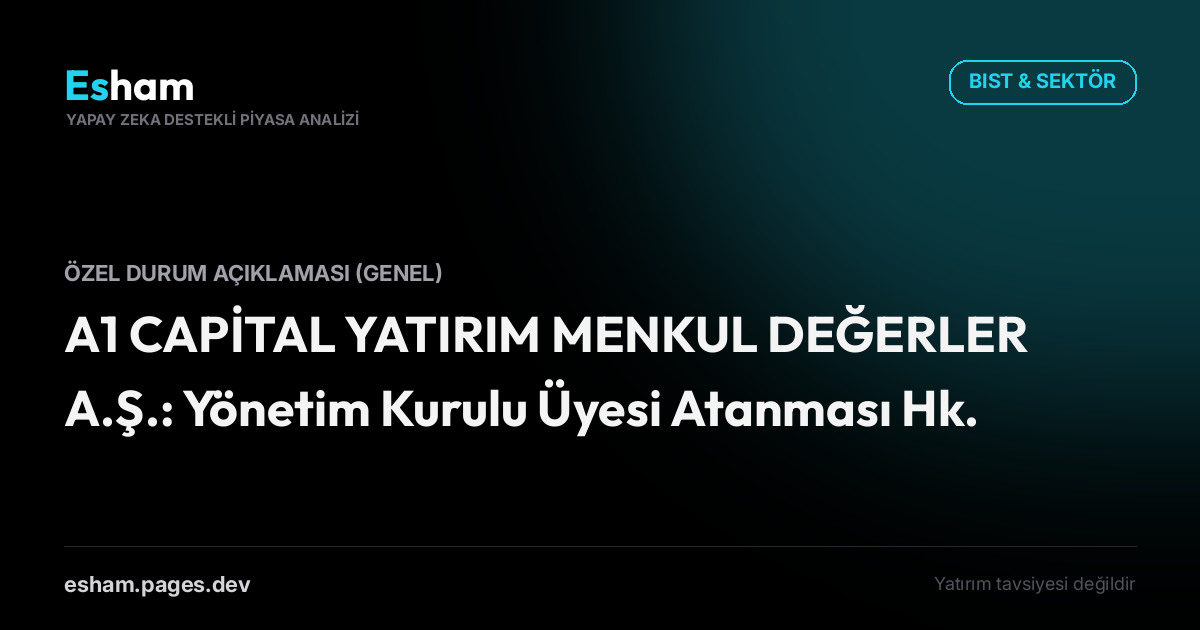 Esham
YAPAY ZEKA DESTEKLİ PİYASA ANALİZİ
BIST & SEKTÖR
ÖZEL DURUM AÇIKLAMASI (GENEL)
A1 CAPİTAL YATIRIM MENKUL DEĞERLER
A.Ş.: Yönetim Kurulu Üyesi Atanması Hk.
esham.pages.dev
Yatırım tavsiyesi değildir